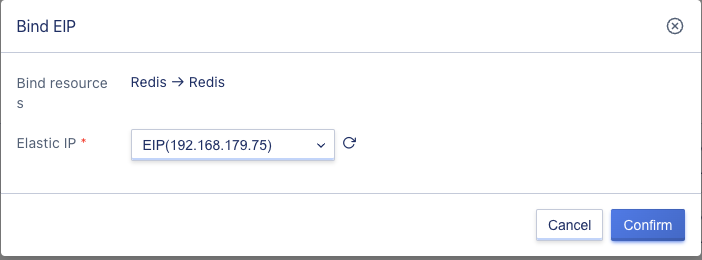 Bind EIP
Bind resource
s
Redis → Redis
Elastic IP *
EIP(192.168.179.75)
Cancel
Confirm